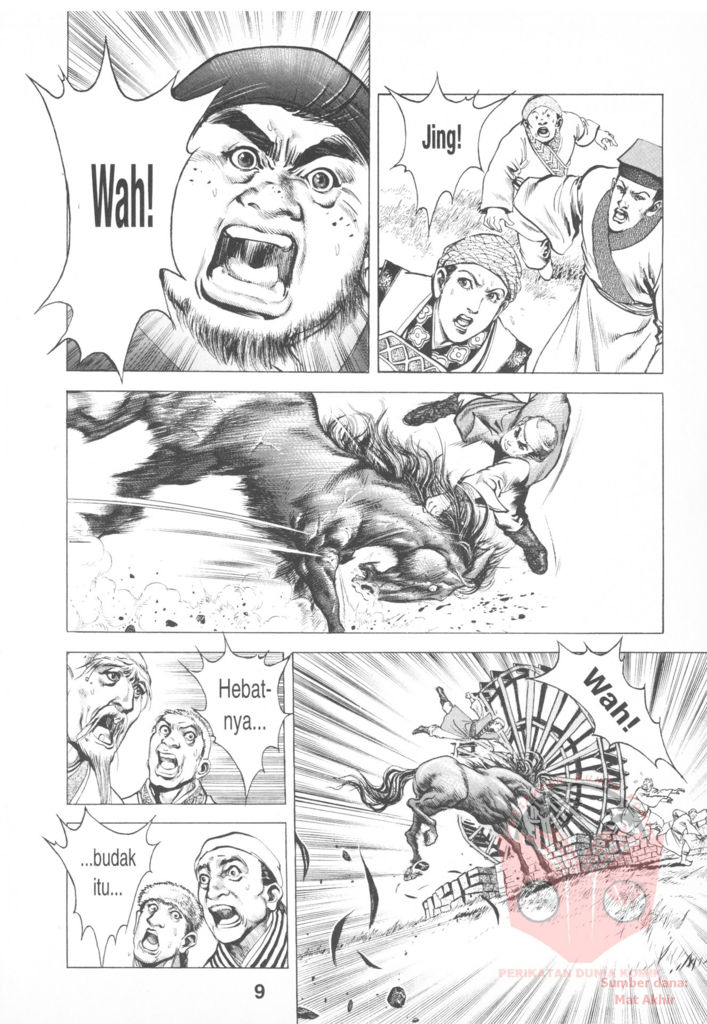 Wah!
Jing!
Hebat-
nya...
Wah!
...budak
itu...
9
PERIKATAN DUNIA KOMIK
Sumber dana:
Mat Akhir